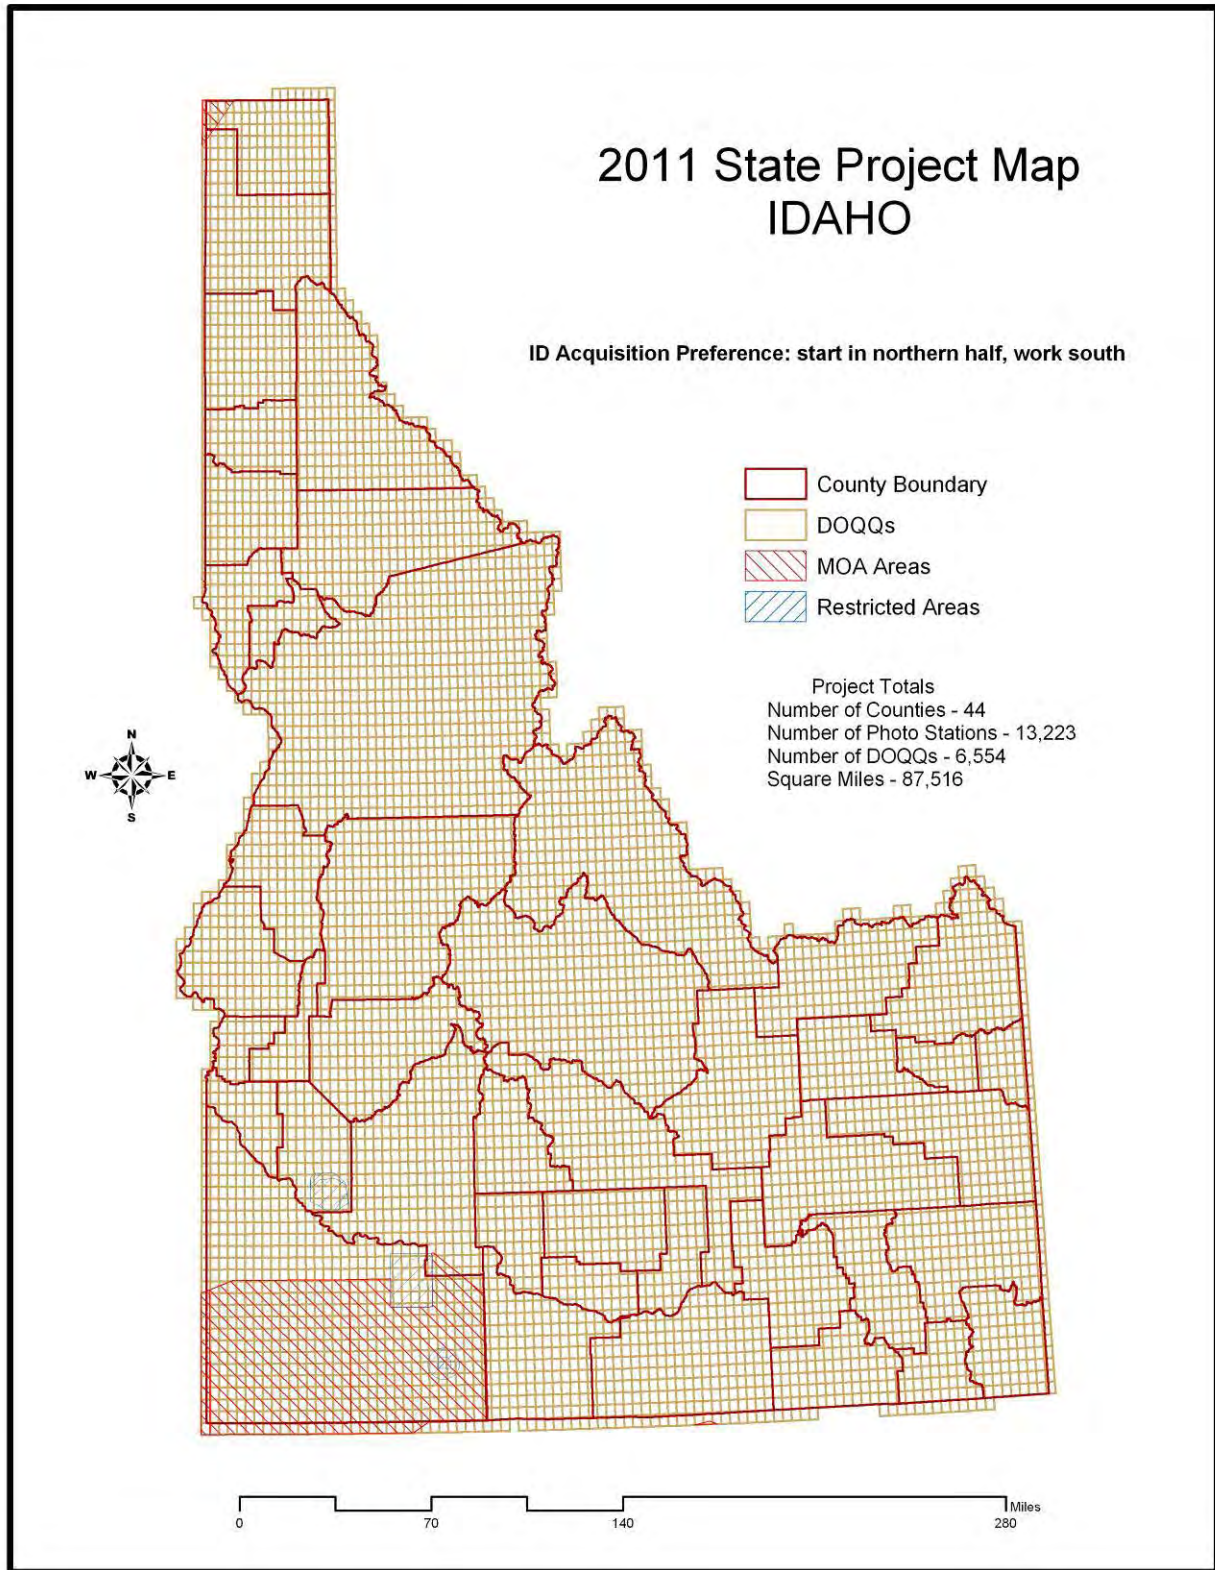 2011 State Project Map
IDAHO
ID Acquisition Preference: start in northern half, work south
County Boundary
DOQQs
MOA Areas
Restricted Areas
Project Totals
Number of Counties - 44
Number of Photo Stations - 13,223
Number of DOQQs - 6,554
Square Miles - 87,516
N
W E
S
Miles
0 70 140 280